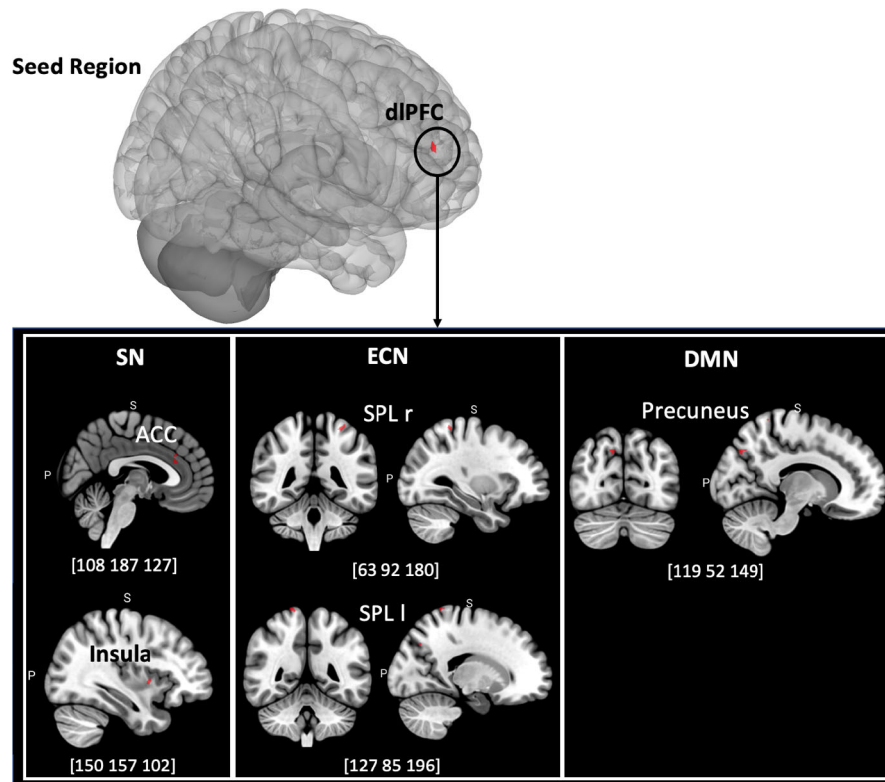 Seed Region
dlPFC
SN
ECN
DMN
S
ACC
P
[108 187 127]
SPL r
S
P
[63 92 180]
Precuneus
S
P
[119 52 149]
S
Insula
P
[150 157 102]
SPL l
S
P
[127 85 196]